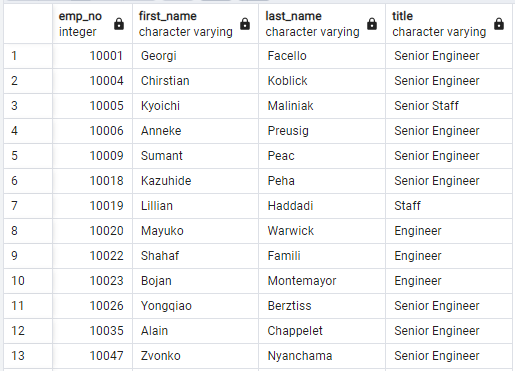 emp_no first_name last_name title
integer character varying character varying character varying
1 10001 Georgi Facello Senior Engineer
2 10004 Chirstian Koblick Senior Engineer
3 10005 Kyoichi Maliniak Senior Staff
4 10006 Anneke Preusig Senior Engineer
5 10009 Sumant Peac Senior Engineer
6 10018 Kazuhide Peha Senior Engineer
7 10019 Lillian Haddadi Staff
8 10020 Mayuko Warwick Engineer
9 10022 Shahaf Famili Engineer
10 10023 Bojan Montemayor Engineer
11 10026 Yongqiao Berztiss Senior Engineer
12 10035 Alain Chappelet Senior Engineer
13 10047 Zvonko Nyanchama Senior Engineer